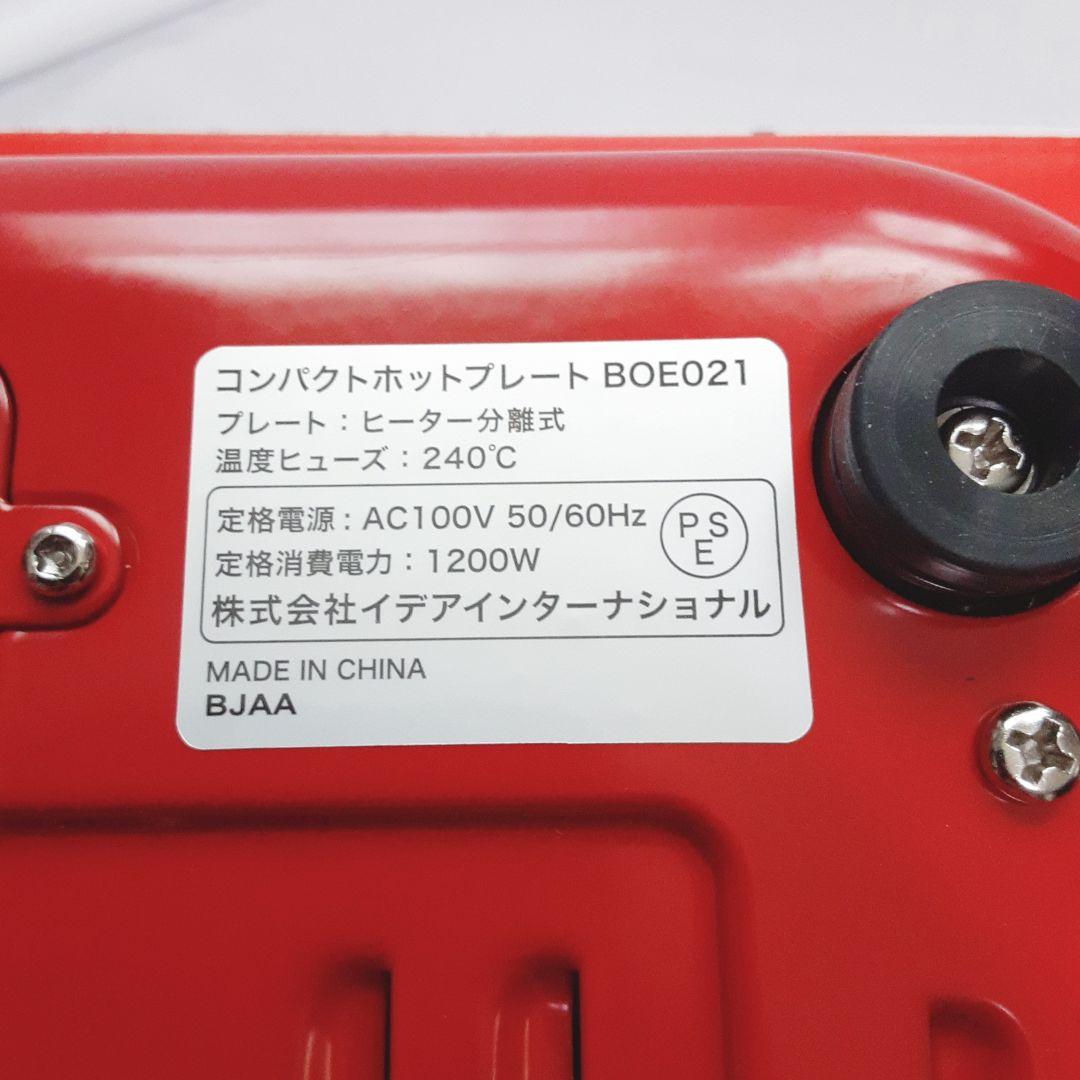 コンパクトホットプレート BOE021
プレート：ヒーター分離式
温度ヒューズ：240℃
定格電源：AC100V 50/60Hz
PSE
定格消費電力：1200W
株式会社イデアインターナショナル
MADE IN CHINA
BJAA